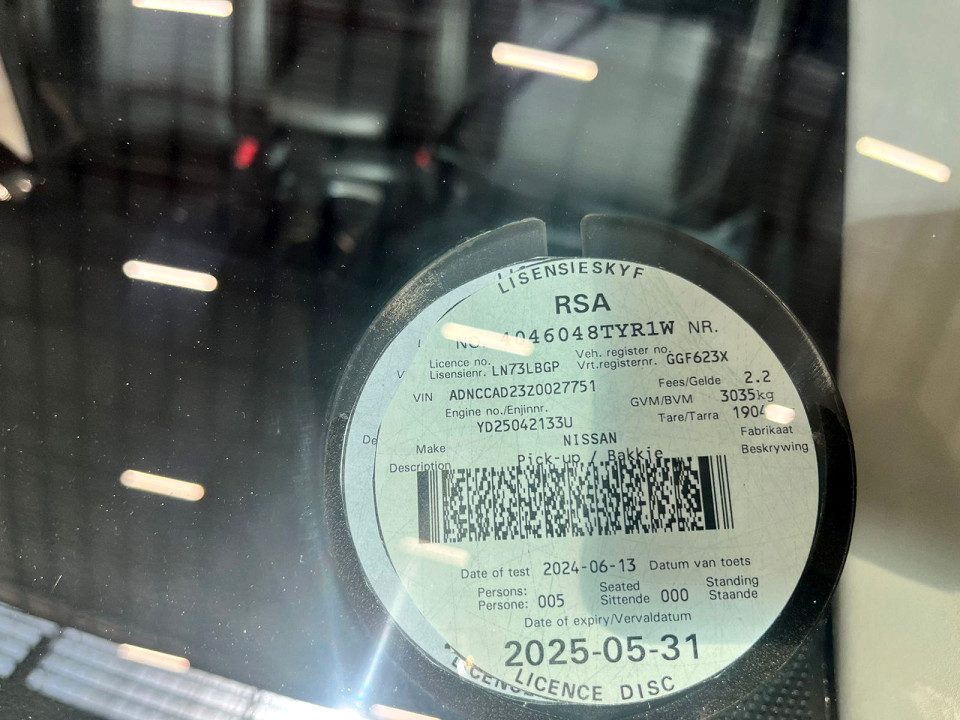 LISENSIESKYF
RSA
NO. 4046048TYR1W NR.
Licence no. Veh. register no.
Lisensienr. LN73LBGP Vrt.registernr. GGF623X
VIN ADNCCAD23Z0027751 Fees/Gelde 2.2
GVM/BVM 3035kg
Engine no./Enjinnr. Tare/Tarra 1904
YD25042133U
Make NISSAN Fabrikaat
Description Pick-up / Bakkie Beskrywing
Date of test 2024-06-13 Datum van toets
Persons: Seated Standing
Persone: 005 Sittende 000 Staande
Date of expiry/Vervaldatum
2025-05-31
LICENCE DISC